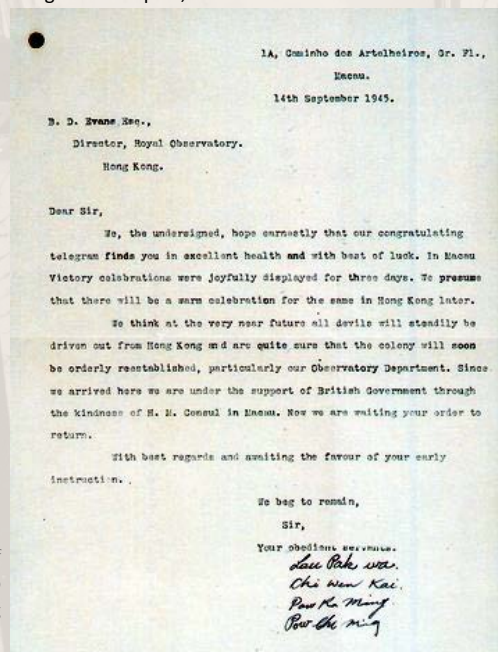 1A, Caminho dos Artelheiros, Gr. Fl.,
Macau.
14th September 1945.
B. D. Evans Esq.,
Director, Royal Observatory.
Hong Kong.
Dear Sir,
We, the undersigned, hope earnestly that our congratulating
telegram finds you in excellent health and with best of luck. In Macau
Victory celebrations were joyfully displayed for three days. We presume
that there will be a warm celebration for the same in Hong Kong later.
We think at the very near future all devils will steadily be
driven out from Hong Kong and are quite sure that the colony will soon
be orderly reestablished, particularly our Observatory Department. Since
we arrived here we are under the support of British Government through
the kindness of H. M. Consul in Macau. Now we are waiting your order to
return.
With best regards and awaiting the favour of your early
instruction.
We beg to remain,
Sir,
Your obedient servants.
Lau Pak wa.
Chi Wen Kai.
Pow Ka Ming.
Pow Che Ming